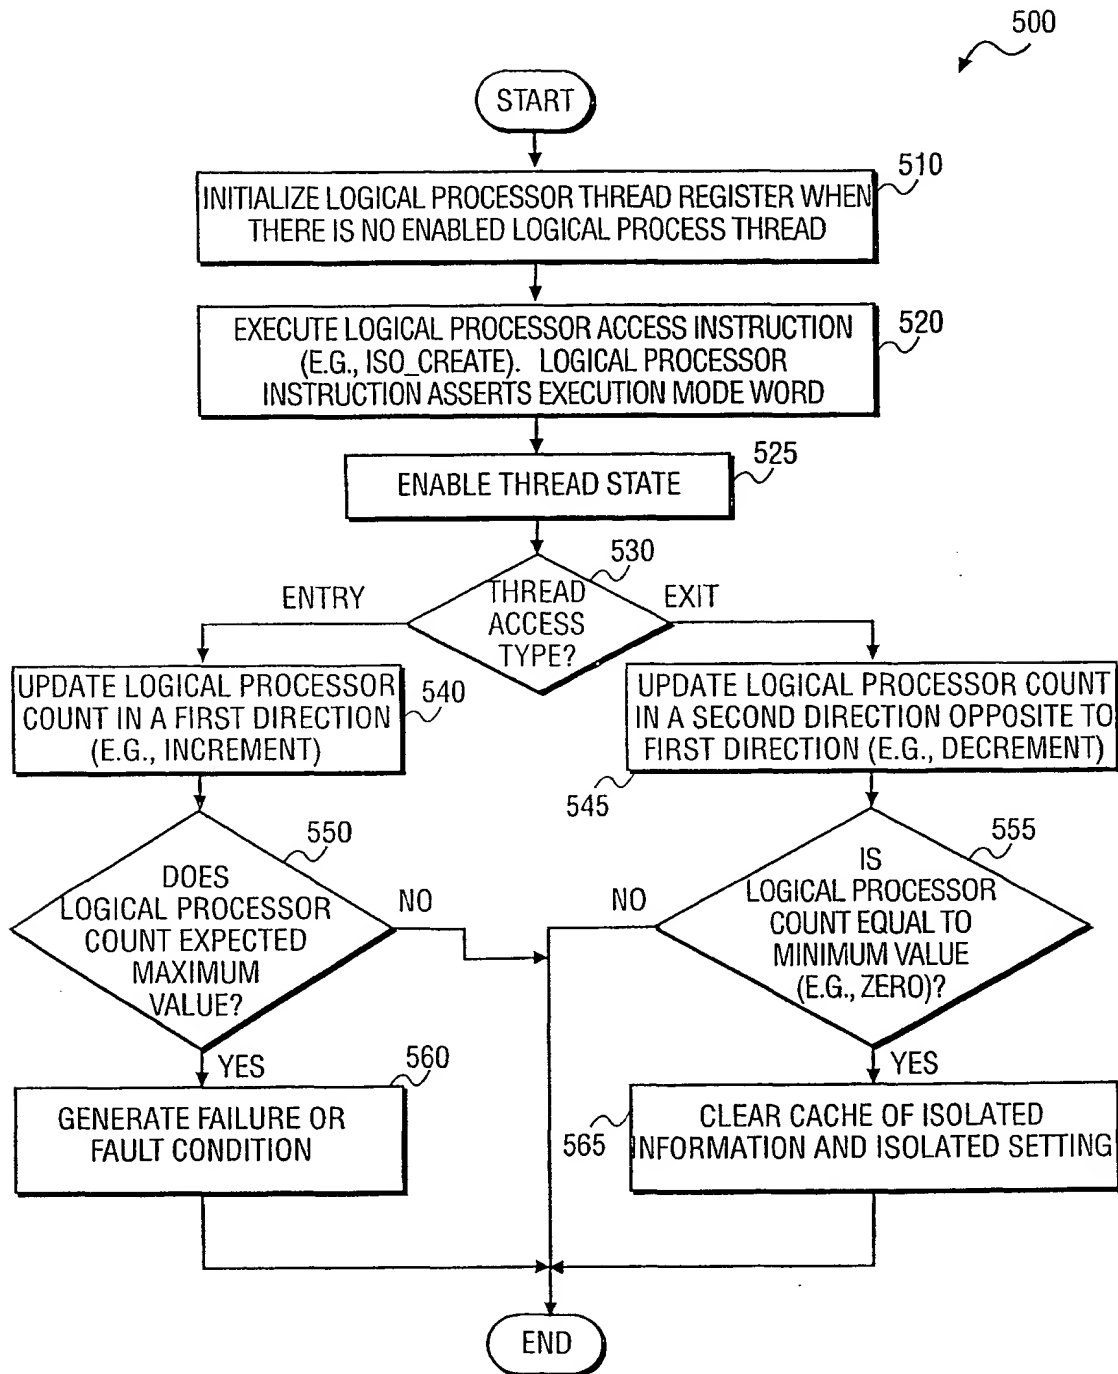 500
START
510
INITIALIZE LOGICAL PROCESSOR THREAD REGISTER WHEN
THERE IS NO ENABLED LOGICAL PROCESS THREAD
520
EXECUTE LOGICAL PROCESSOR ACCESS INSTRUCTION
(E.G., ISO_CREATE). LOGICAL PROCESSOR
INSTRUCTION ASSERTS EXECUTION MODE WORD
525
ENABLE THREAD STATE
530
THREAD
ACCESS
TYPE?
ENTRY
EXIT
UPDATE LOGICAL PROCESSOR
COUNT IN A FIRST DIRECTION
(E.G., INCREMENT)
540
UPDATE LOGICAL PROCESSOR COUNT
IN A SECOND DIRECTION OPPOSITE TO
FIRST DIRECTION (E.G., DECREMENT)
545
550
DOES
LOGICAL PROCESSOR
COUNT EXPECTED
MAXIMUM
VALUE?
NO
555
IS
LOGICAL PROCESSOR
COUNT EQUAL TO
MINIMUM VALUE
(E.G., ZERO)?
NO
YES
560
GENERATE FAILURE OR
FAULT CONDITION
YES
565
CLEAR CACHE OF ISOLATED
INFORMATION AND ISOLATED SETTING
END